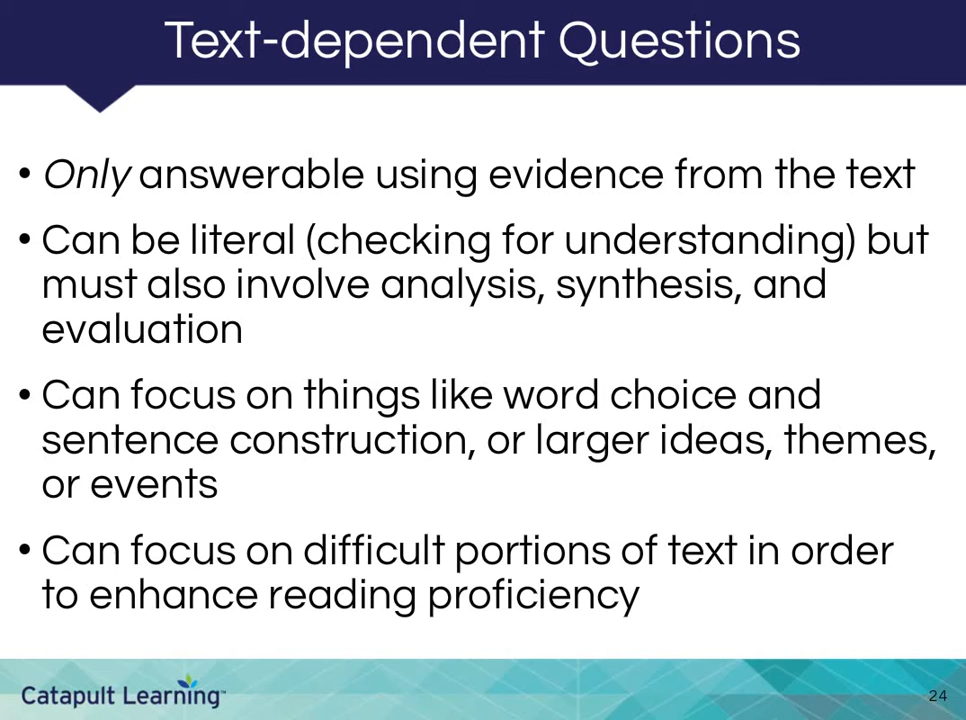 Text-dependent Questions
• Only answerable using evidence from the text
• Can be literal (checking for understanding) but
must also involve analysis, synthesis, and
evaluation
• Can focus on things like word choice and
sentence construction, or larger ideas, themes,
or events
• Can focus on difficult portions of text in order
to enhance reading proficiency
Catapult Learning™
24